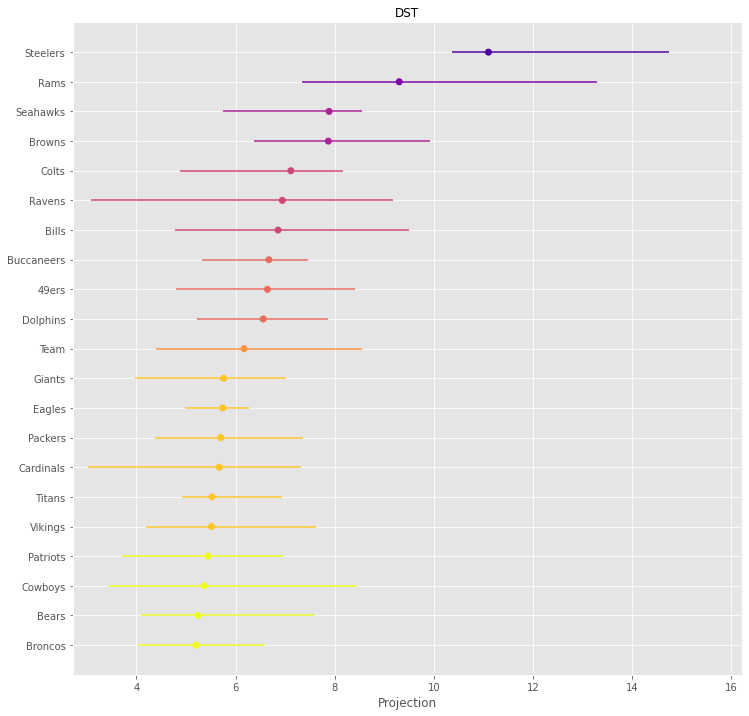 DST
Steelers
Rams
Seahawks
Browns
Colts
Ravens
Bills
Buccaneers
49ers
Dolphins
Team
Giants
Eagles
Packers
Cardinals
Titans
Vikings
Patriots
Cowboys
Bears
Broncos
4 6 8 10 12 14 16
Projection